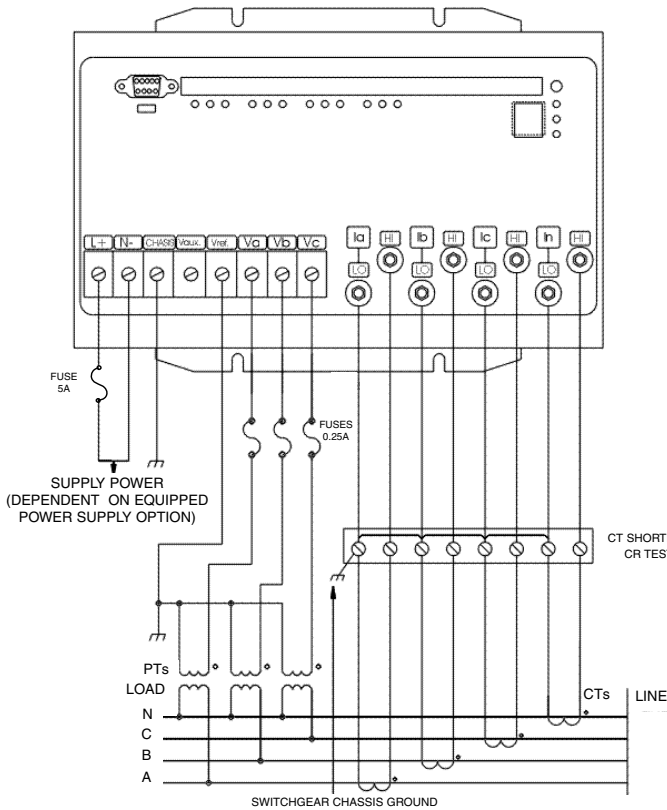 L+ N- CHASIS Vaux. Vref. Va Vb Vc
Ia HI Ib HI Ic HI In HI
LO LO LO LO
FUSE
5A
FUSES
0.25A
SUPPLY POWER
(DEPENDENT ON EQUIPPED
POWER SUPPLY OPTION)
CT SHORT
CR TES
PTs
LOAD
CTs
LINE
N
C
B
A
SWITCHGEAR CHASSIS GROUND